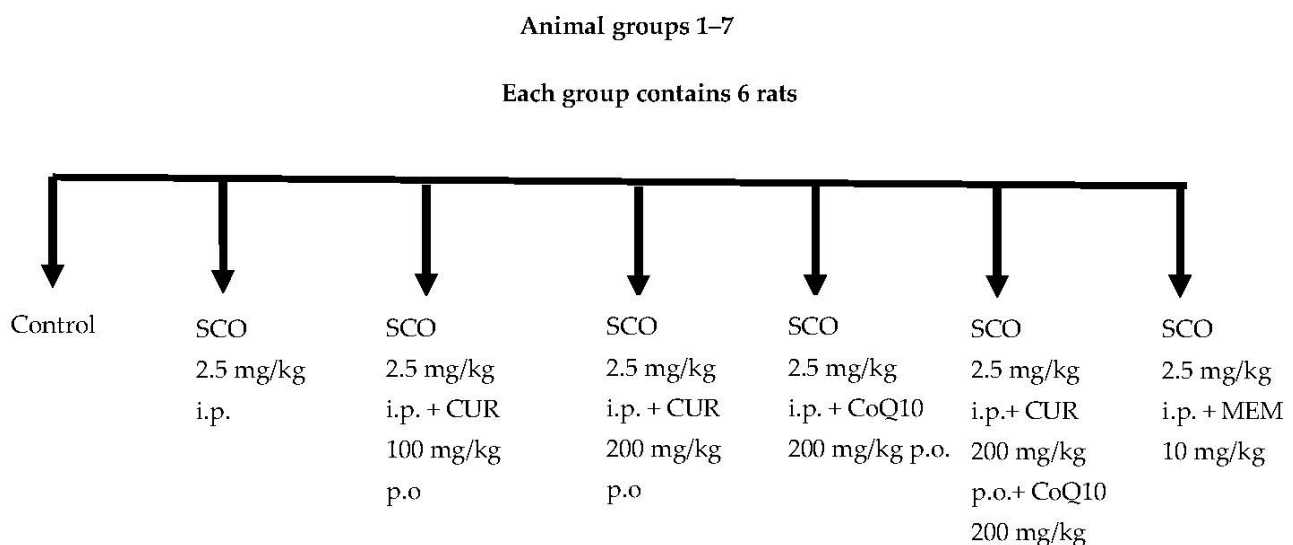 Animal groups 1–7
Each group contains 6 rats
Control
SCO
2.5 mg/kg
i.p.
SCO
2.5 mg/kg
i.p. + CUR
100 mg/kg
p.o
SCO
2.5 mg/kg
i.p. + CUR
200 mg/kg
p.o
SCO
2.5 mg/kg
i.p. + CoQ10
200 mg/kg p.o.
SCO
2.5 mg/kg
i.p.+ CUR
200 mg/kg
p.o.+ CoQ10
200 mg/kg
SCO
2.5 mg/kg
i.p. + MEM
10 mg/kg